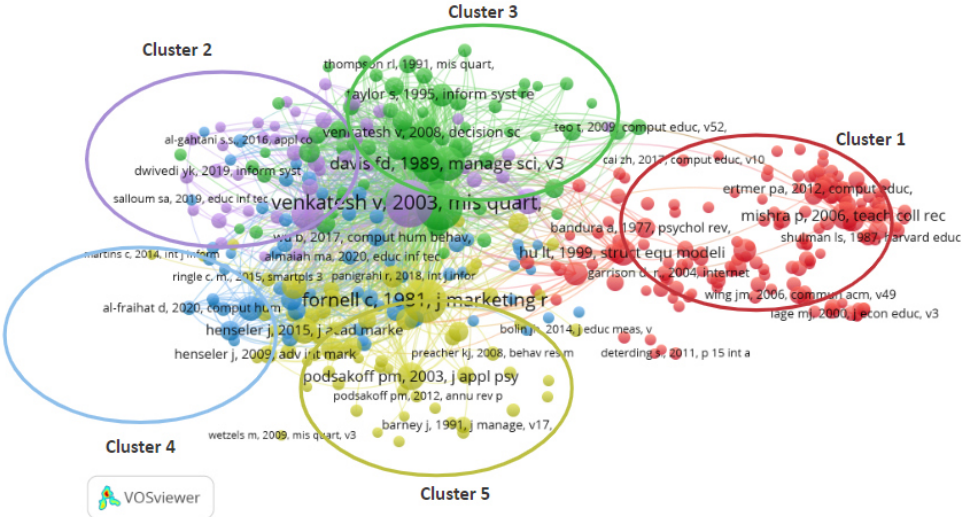 Cluster 3
Cluster 2
thompson rl, 1991, mis quart,
taylor s, 1995, inform syst re
venkatesh v, 2008, decision sc
teo t, 2009, comput educ, v52,
Cluster 1
al-gahtani s.s., 2016, appl co
davis fd, 1989, manage sci, v3
cai zh, 2017, comput educ, v10
dwivedi yk, 2019, inform syst
ertmer pa, 2012, comput educ,
salloum sa, 2019, educ inf tec
venkatesh v, 2003, mis quart,
mishra p, 2006, teach coll rec
bandura a, 1977, psychol rev,
wu b, 2017, comput hum behav,
shulman ls, 1987, harvard educ
martins c, 2014, int j inform
almaiah ma, 2020, educ inf tec
hu lt, 1999, struct equ modeli
ringle c. m., 2015, smartpls 3
panigrahi r, 2018, int j infor
garrison d. r., 2004, internet
al-fraihat d, 2020, comput hum
fornell c, 1981, j marketing r
wing jm, 2006, commun acm, v49
lage mj, 2000, j econ educ, v3
henseler j, 2015, j acad marke
2014, j educ meas, v
henseler j, 2009, adv int mark
preacher kj, 2008, behav res m
deterding s., 2011, p 15 int a
podsakoff pm, 2003, j appl psy
podsakoff pm, 2012, annu rev p
barney j, 1991, j manage, v17,
wetzels m, 2009, mis quart, v3
Cluster 4
Cluster 5
VOSviewer